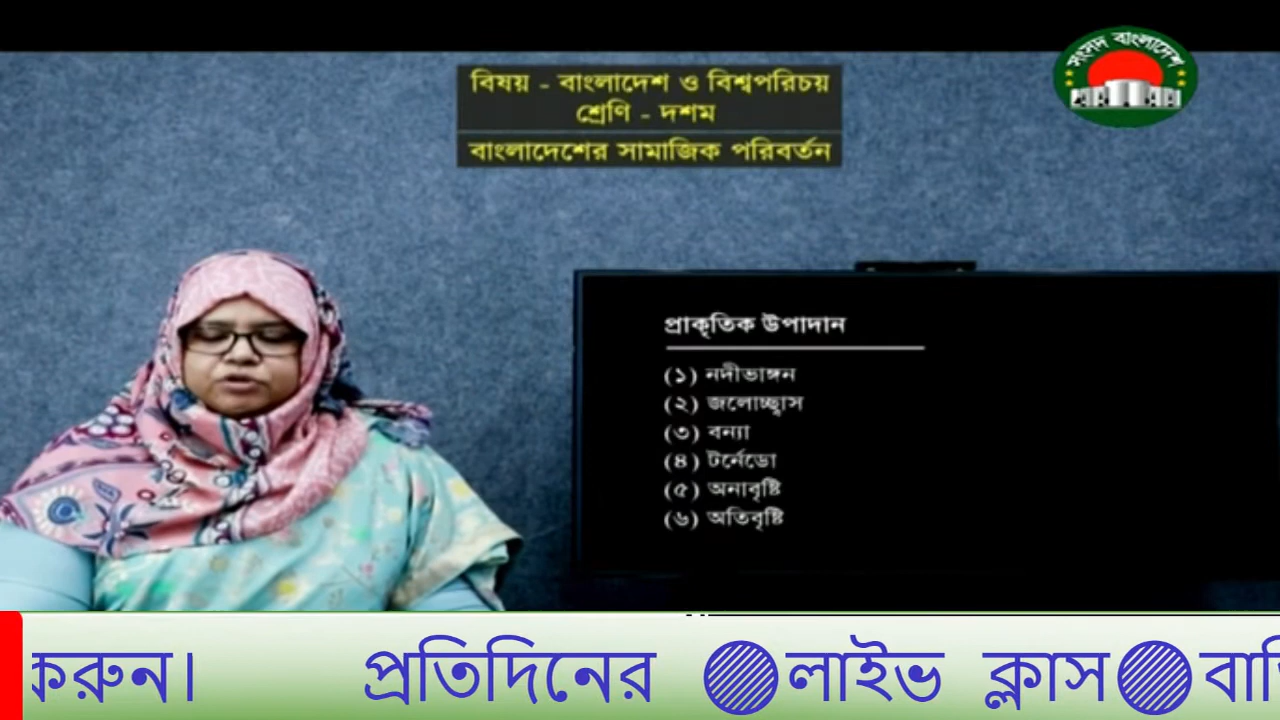 সংসদ বাংলাদেশ
বিষয় - বাংলাদেশ ও বিশ্বপরিচয়
শ্রেণি - দশম
বাংলাদেশের সামাজিক পরিবর্তন
প্রাকৃতিক উপাদান
(১) নদীভাঙ্গন
(২) জলোচ্ছ্বাস
(৩) বন্যা
(৪) টর্নেডো
(৫) অনাবৃষ্টি
(৬) অতিবৃষ্টি
করুন। প্রতিদিনের লাইভ ক্লাস